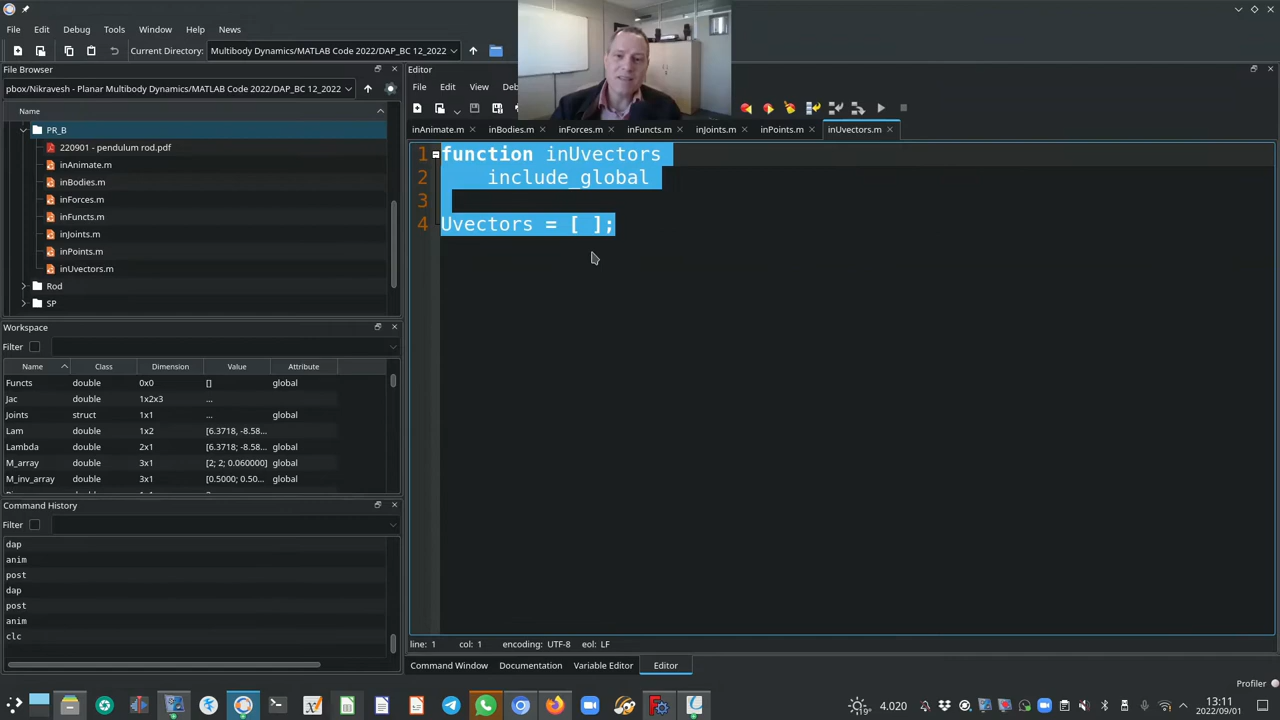 File Edit Debug Tools Window Help News
Current Directory: Multibody Dynamics/MATLAB Code 2022/DAP_BC 12_2022
File Browser
pbox/Nikravesh - Planar Multibody Dynamics/MATLAB Code 2022/DAP_BC 12_2022
Name
PR_B
220901 - pendulum rod.pdf
inAnimate.m
inBodies.m
inForces.m
inFuncts.m
inJoints.m
inPoints.m
inUvectors.m
Rod
SP
Workspace
Filter
Name Class Dimension Value Attribute
Functs double 0x0 [] global
Jac double 1x2x3 ...
Joints struct 1x1 ... global
Lam double 1x2 [6.3718; -8.58...
Lambda double 2x1 [6.3718; -8.58... global
M_array double 3x1 [2; 2; 0.060000] global
M_inv_array double 3x1 [0.5000; 0.50... global
Command History
Filter
dap
anim
post
dap
post
anim
clc
Editor
File Edit View Deb
inAnimate.m inBodies.m inForces.m inFuncts.m inJoints.m inPoints.m inUvectors.m
1 function inUvectors
2 include_global
3
4 Uvectors = [ ];
line: 1 col: 1 encoding: UTF-8 eol: LF
Command Window Documentation Variable Editor Editor
Profiler
19° 4.020 13:11
2022/09/01